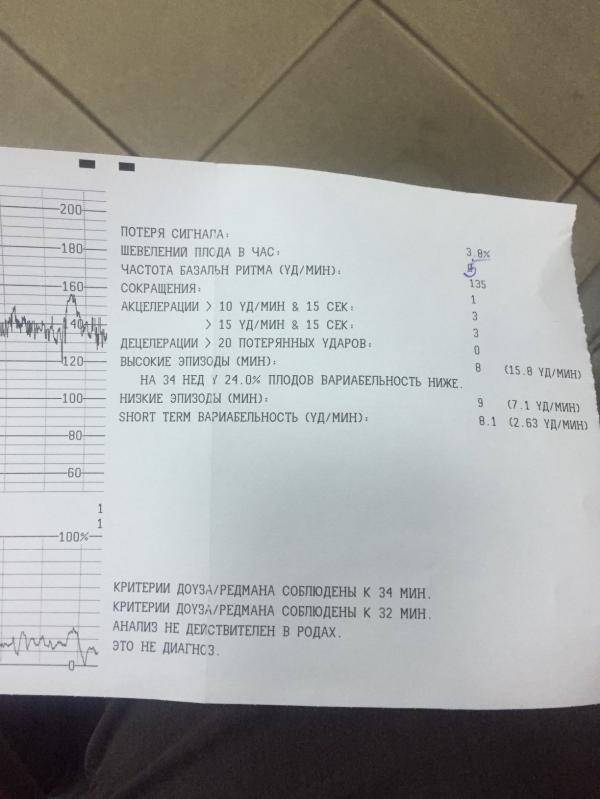 200
180
160
140
120
100
80
60
1
1
100%
0
ПОТЕРЯ СИГНАЛА: 3.8%
ШЕВЕЛЕНИЙ ПЛОДА В ЧАС: 5
ЧАСТОТА БАЗАЛЬН РИТМА (УД/МИН): 135
СОКРАЩЕНИЯ: 1
АКЦЕЛЕРАЦИИ > 10 УД/МИН & 15 СЕК: 3
> 15 УД/МИН & 15 СЕК: 3
ДЕЦЕЛЕРАЦИИ > 20 ПОТЕРЯННЫХ УДАРОВ: 0
ВЫСОКИЕ ЭПИЗОДЫ (МИН): 8 (15.8 УД/МИН)
НА 34 НЕД У 24.0% ПЛОДОВ ВАРИАБЕЛЬНОСТЬ НИЖЕ.
НИЗКИЕ ЭПИЗОДЫ (МИН): 9 (7.1 УД/МИН)
SHORT TERM ВАРИАБЕЛЬНОСТЬ (УД/МИН): 8.1 (2.63 УД/МИН)
КРИТЕРИИ ДОУЗА/РЕДМАНА СОБЛЮДЕНЫ К 34 МИН.
КРИТЕРИИ ДОУЗА/РЕДМАНА СОБЛЮДЕНЫ К 32 МИН.
АНАЛИЗ НЕ ДЕЙСТВИТЕЛЕН В РОДАХ.
ЭТО НЕ ДИАГНОЗ.